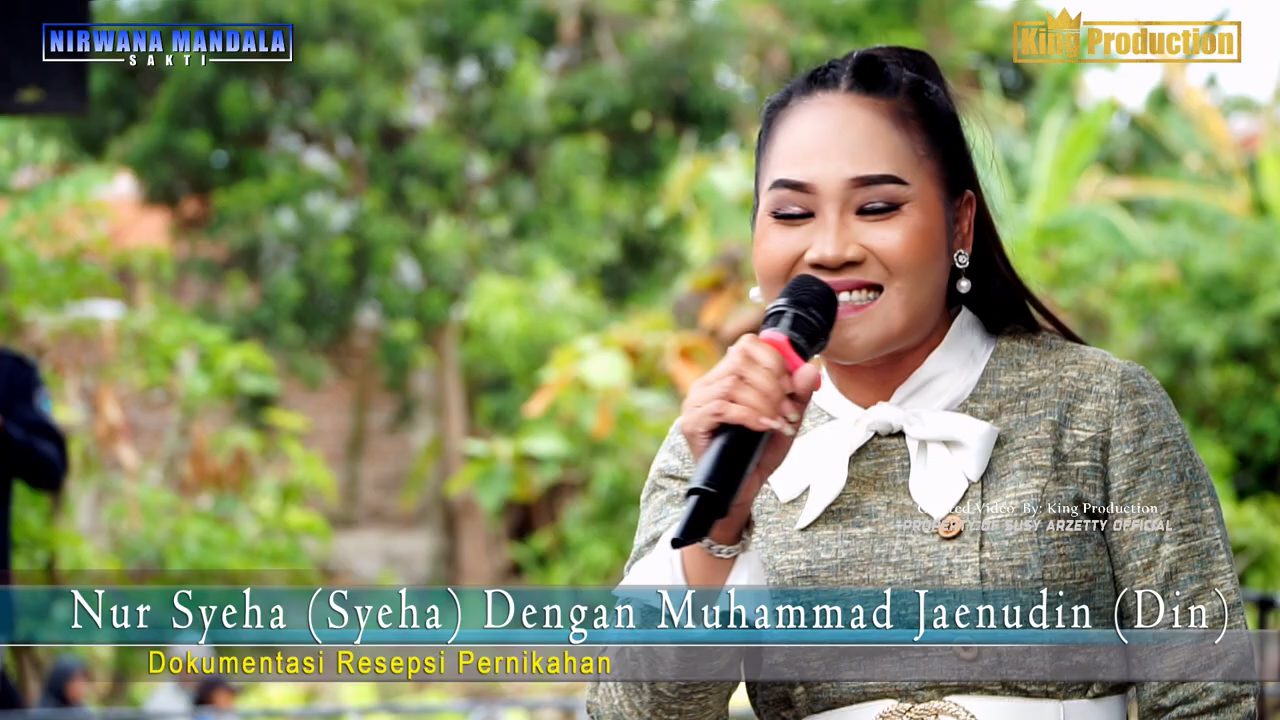 NIRWANA MANDALA
SAKTI
King Production
Created Video By: King Production
PROPERTY OF SUSY ARZETTY OFFICIAL
Nur Syeha (Syeha) Dengan Muhammad Jaenudin (Din)
Dokumentasi Resepsi Pernikahan